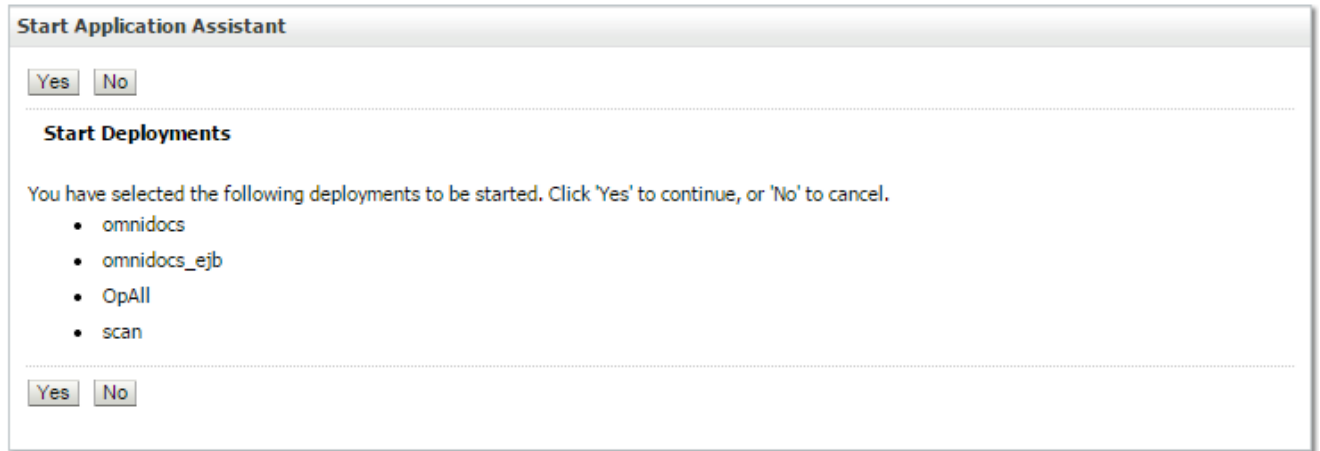 Start Application Assistant
Yes No
Start Deployments
You have selected the following deployments to be started. Click 'Yes' to continue, or 'No' to cancel.
• omnidocs
• omnidocs_ejb
• OpAll
• scan
Yes No